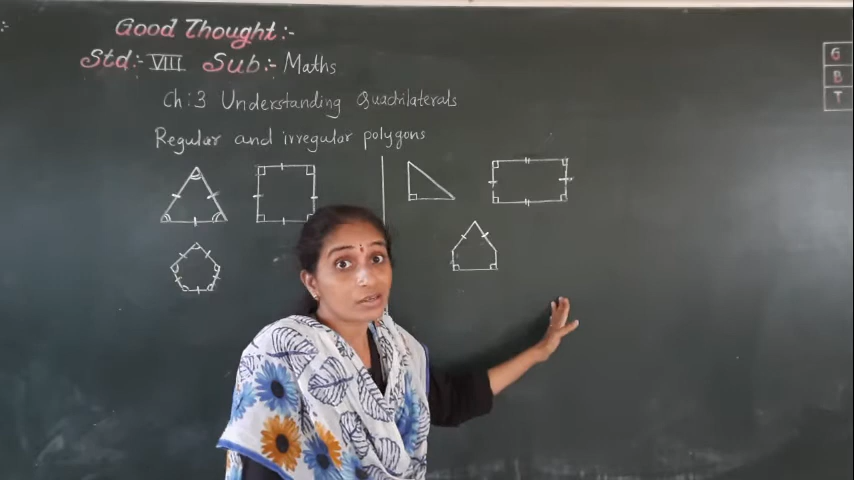 Good Thought:-
Std:- VIII Sub:- Maths
Ch:3 Understanding Quadrilaterals
Regular and irregular polygons
G
B
T